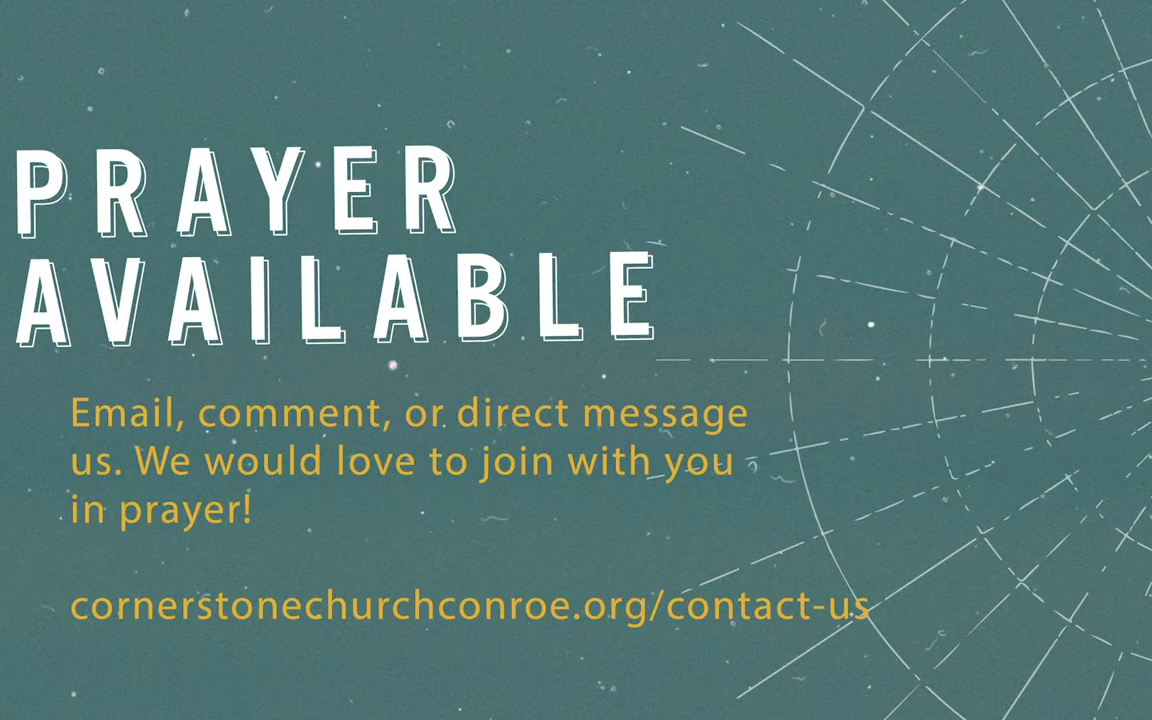 PRAYER
AVAILABLE
Email, comment, or direct message
us. We would love to join with you
in prayer!
cornerstonechurchconroe.org/contact-us